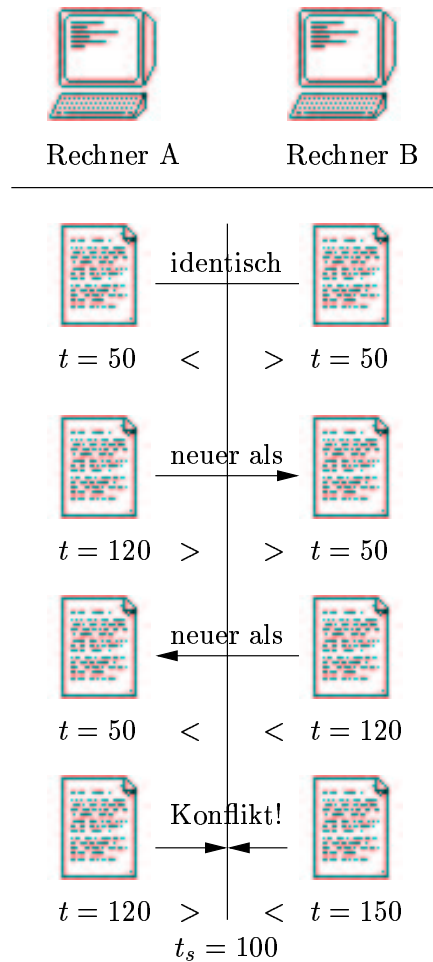 Rechner A Rechner B
identisch
t = 50 < > t = 50
neuer als
t = 120 > > t = 50
neuer als
t = 50 < < t = 120
Konflikt!
t = 120 > < t = 150
t_s = 100